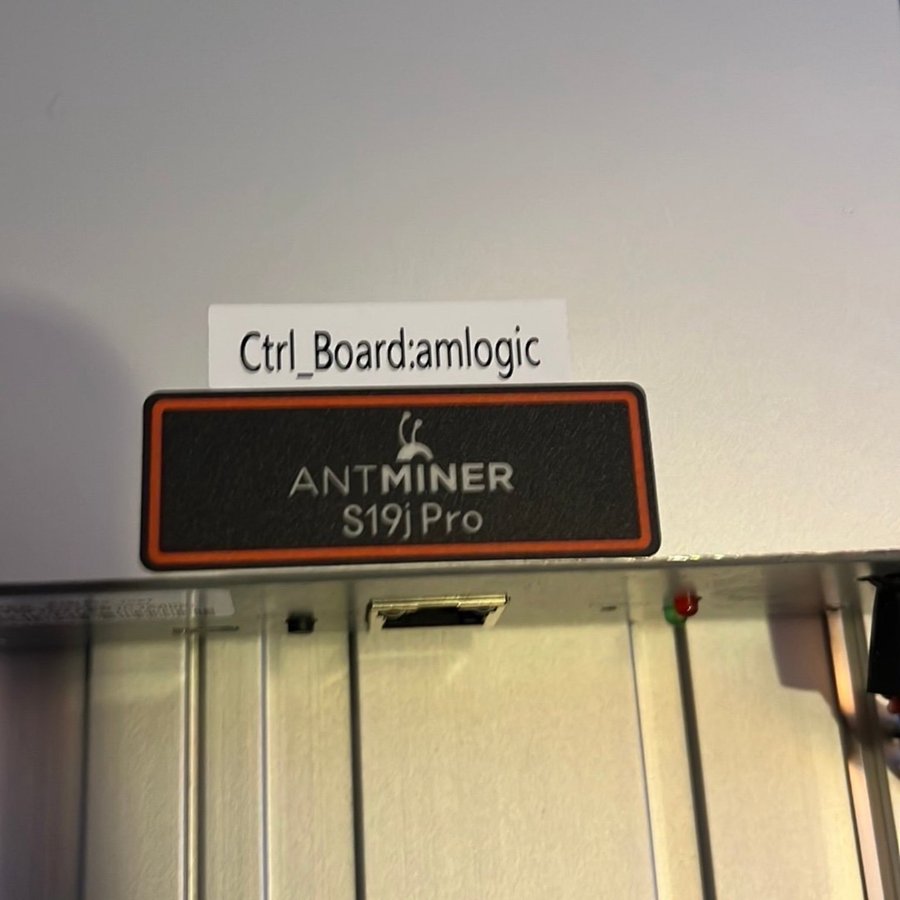 Ctrl_Board:amlogic
ANTMINER
S19j Pro